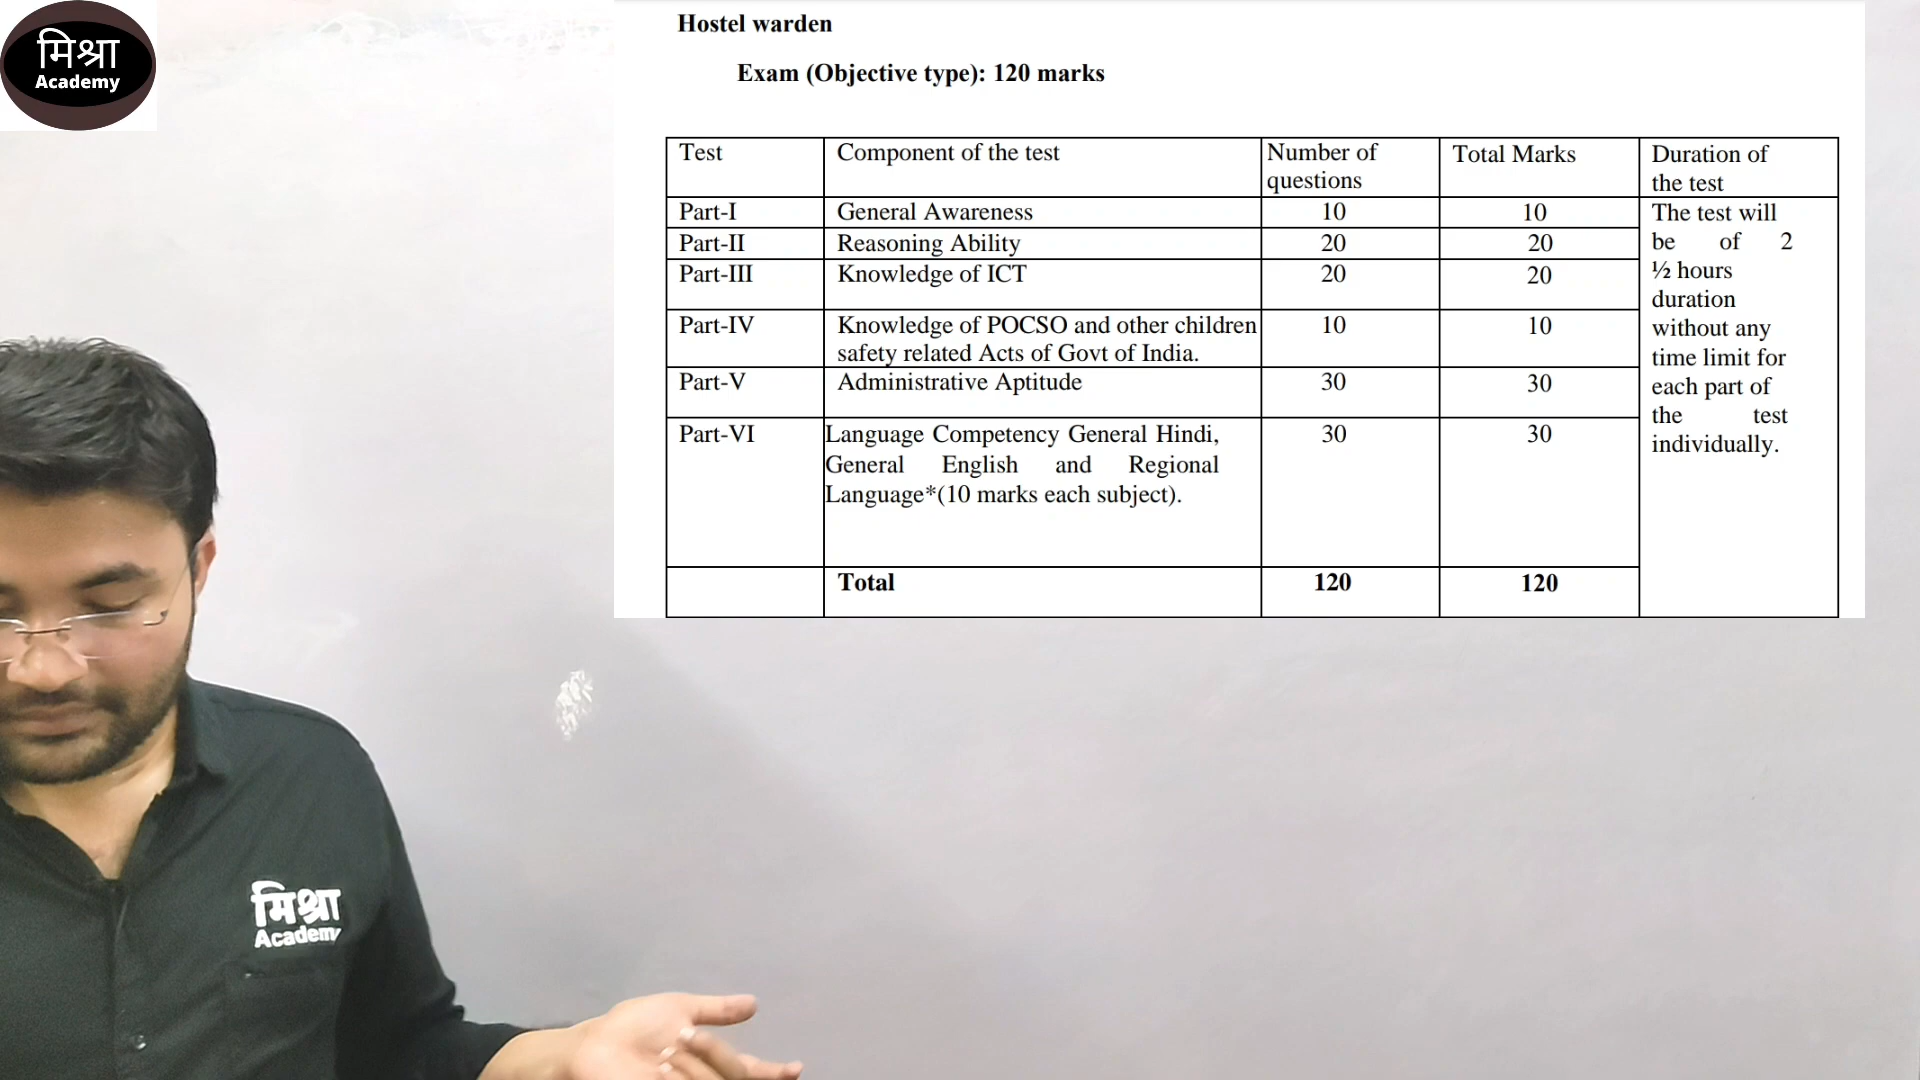 मिश्रा
Academy
Hostel warden
Exam (Objective type): 120 marks
Test Component of the test Number of questions Total Marks Duration of the test
Part-I General Awareness 10 10
Part-II Reasoning Ability 20 20
Part-III Knowledge of ICT 20 20
Part-IV Knowledge of POCSO and other children
safety related Acts of Govt of India. 10 10
Part-V Administrative Aptitude 30 30
Part-VI Language Competency General Hindi,
General English and Regional
Language*(10 marks each subject). 30 30
Total 120 120
The test will
be of 2
½ hours
duration
without any
time limit for
each part of
the test
individually.
मिश्रा
Academy